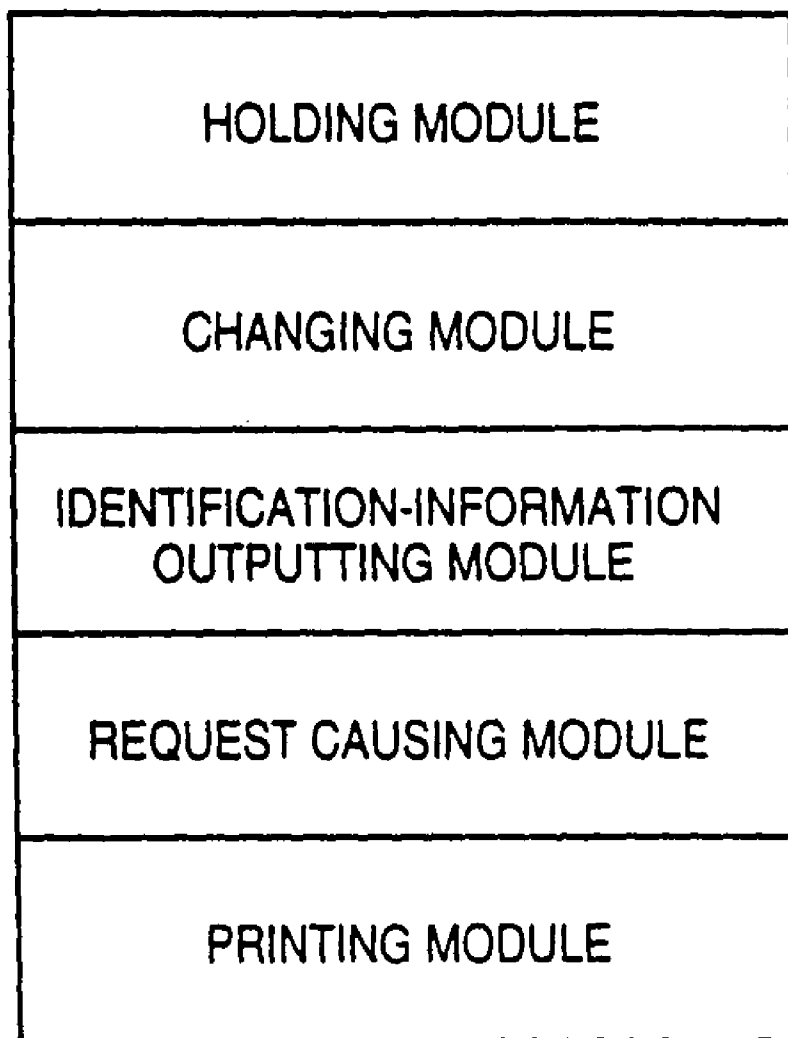 HOLDING MODULE
CHANGING MODULE
IDENTIFICATION-INFORMATION
OUTPUTTING MODULE
REQUEST CAUSING MODULE
PRINTING MODULE